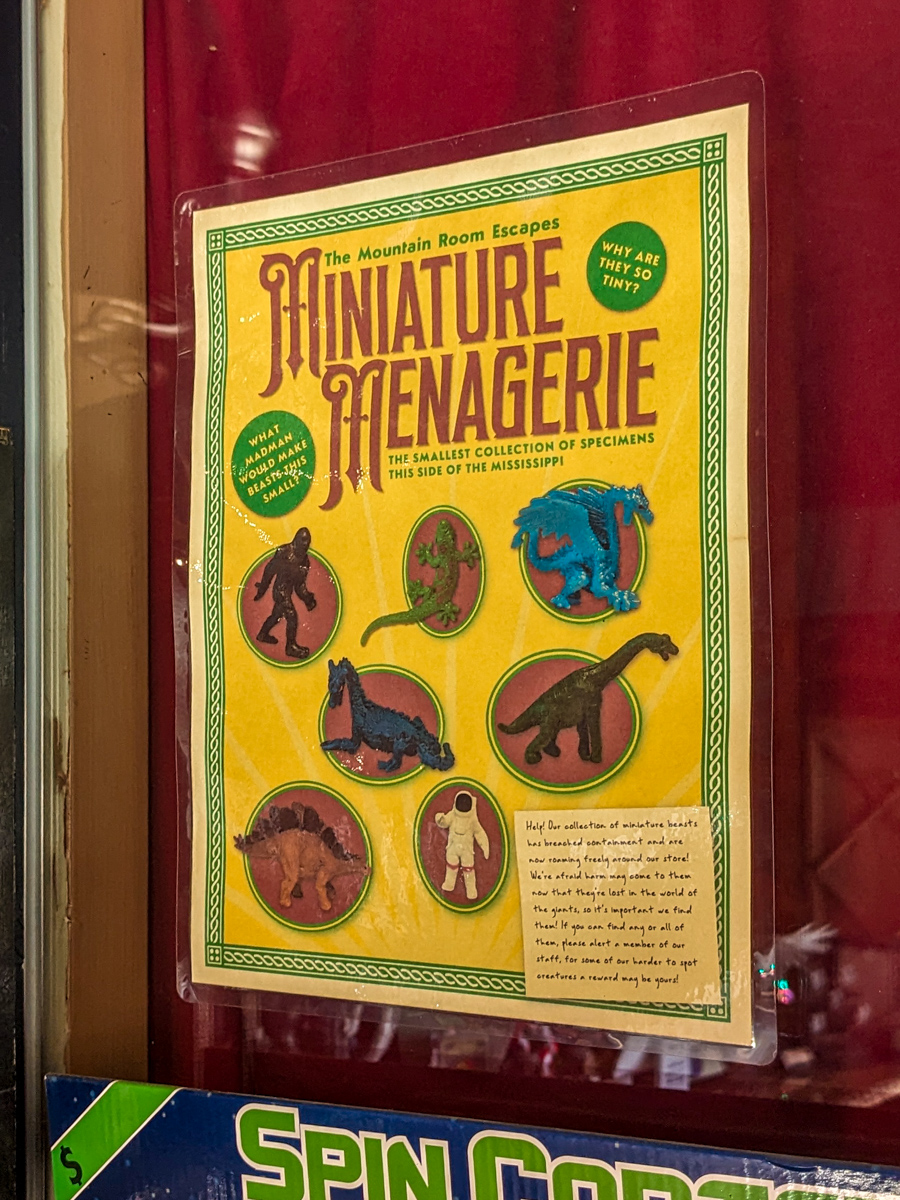 The Mountain Room Escapes
MINIATURE
MENAGERIE
THE SMALLEST COLLECTION OF SPECIMENS
THIS SIDE OF THE MISSISSIPPI
WHY ARE
THEY SO
TINY?
WHAT
MADMAN
WOULD MAKE
BEASTS THIS
SMALL?
Help! Our collection of miniature beasts
has breached containment and are
now roaming freely around our store!
We're afraid harm may come to them
now that they're lost in the world of
the giants, so it's important we find
them! If you can find any or all of
them, please alert a member of our
staff, for some of our harder to spot
creatures a reward may be yours!
$
SPIN